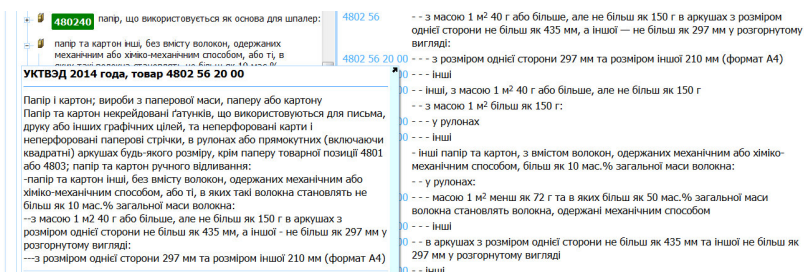 480240 папір, що використовується як основа для шпалер:
папір та картон інші, без вмісту волокон, одержаних
механічним або хіміко-механічним способом, або ті, в
УКТВЭД 2014 года, товар 4802 56 20 00
Папір і картон; вироби з паперової маси, паперу або картону
Папір та картон некрейдовані ґатунків, що використовуються для письма,
друку або інших графічних цілей, та неперфоровані карти і
неперфоровані паперові стрічки, в рулонах або прямокутних (включаючи
квадратні) аркушах будь-якого розміру, крім паперу товарної позиції 4801
або 4803; папір та картон ручного відливання:
-папір та картон інші, без вмісту волокон, одержаних механічним або
хіміко-механічним способом, або ті, в яких такі волокна становлять не
більш як 10 мас.% загальної маси волокна:
--з масою 1 м2 40 г або більше, але не більш як 150 г в аркушах з
розміром однієї сторони не більш як 435 мм, а іншої - не більш як 297 мм у
розгорнутому вигляді:
---з розміром однієї сторони 297 мм та розміром іншої 210 мм (формат А4)
4802 56 - - з масою 1 м² 40 г або більше, але не більш як 150 г в аркушах з розміром
однієї сторони не більш як 435 мм, а іншої — не більш як 297 мм у розгорнутому
вигляді:
4802 56 20 00 - - - з розміром однієї сторони 297 мм та розміром іншої 210 мм (формат А4)
00 - - - інші
00 - - інші, з масою 1 м² 40 г або більше, але не більш як 150 г
- - з масою 1 м² більш як 150 г:
00 - - - у рулонах
00 - - - інші
- інші папір та картон, з вмістом волокон, одержаних механічним або хіміко-
механічним способом, більш як 10 мас.% загальної маси волокна:
- - у рулонах:
00 - - - масою 1 м² менш як 72 г та в яких більш як 50 мас.% загальної маси
волокна становлять волокна, одержані механічним способом
00 - - - інші
00 - - в аркушах з розміром однієї сторони не більш як 435 мм та іншої не більш як
297 мм у розгорнутому вигляді
00 - - інші